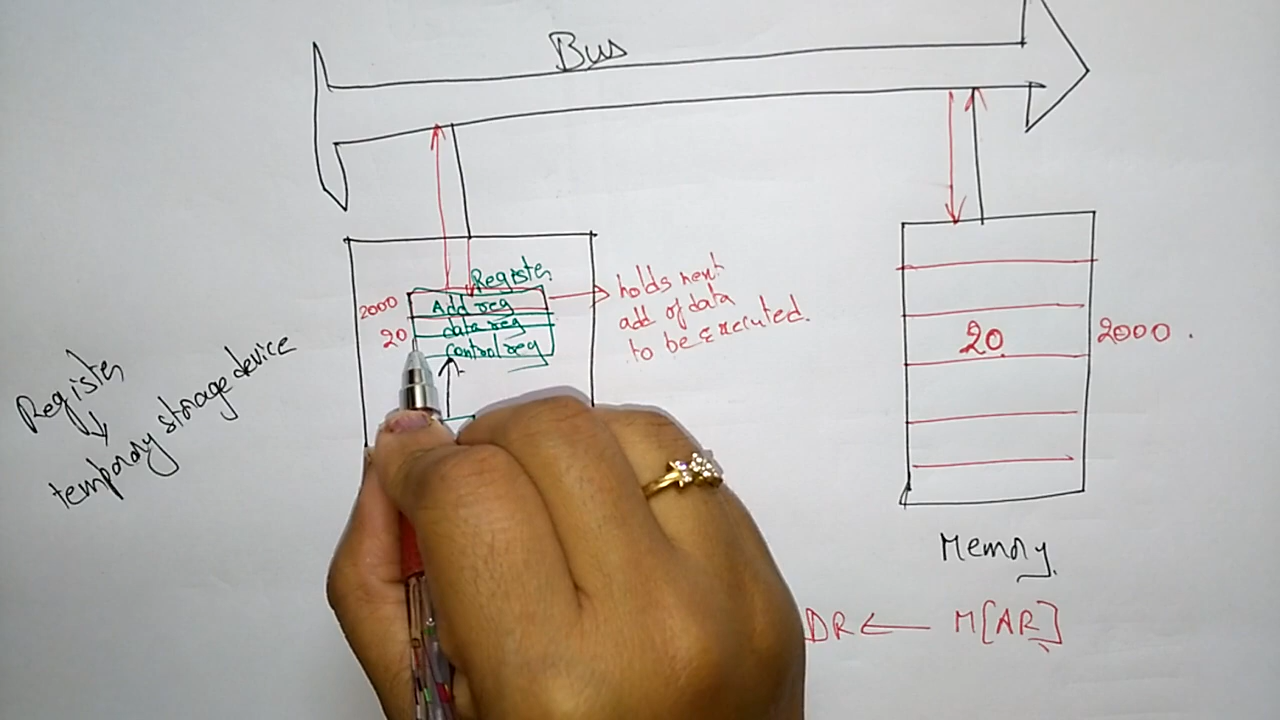 Bus
Register
2000
Add reg
20
data reg
control reg
holds next
add of data
to be executed.
20
2000 .
Register
temporary storage device
Memory
DR ← M[AR]